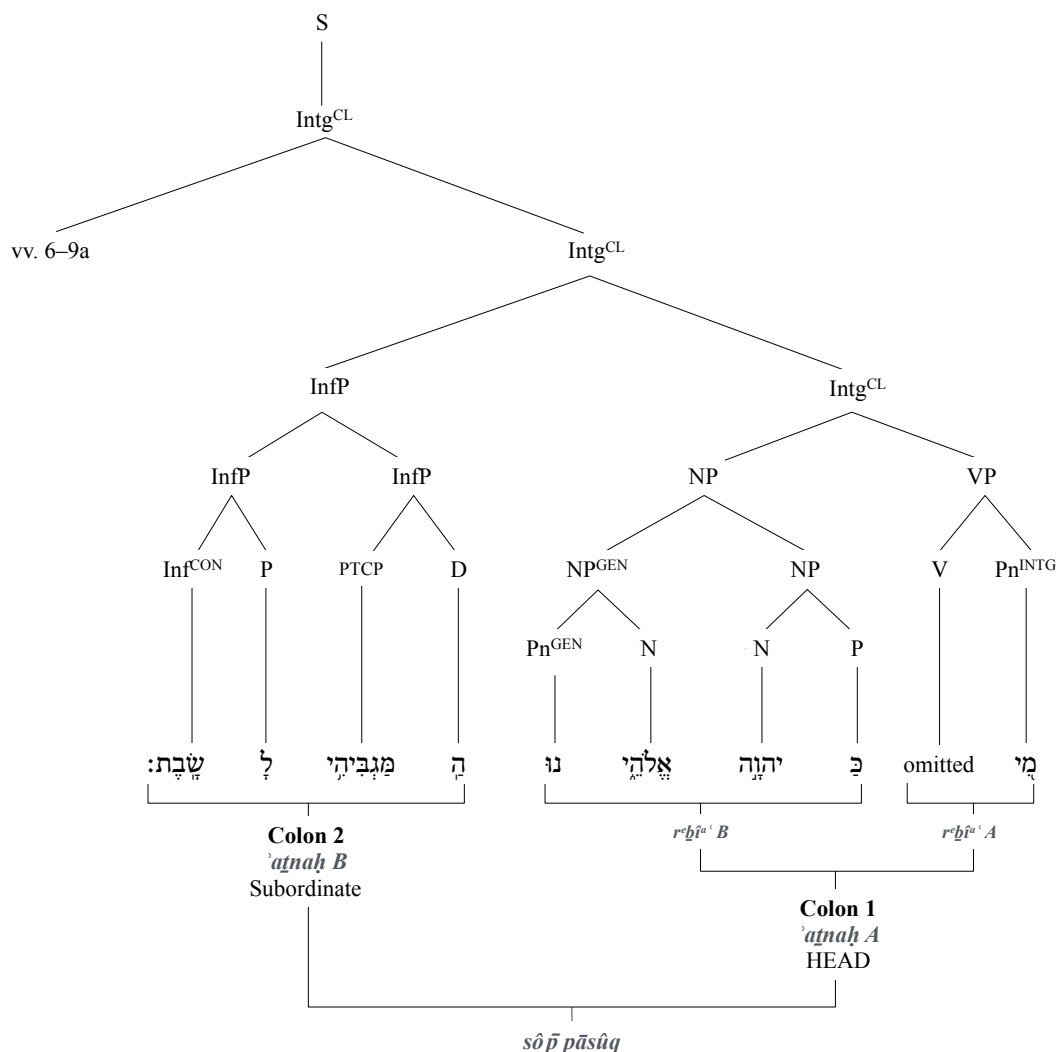 S
Intg^CL
vv. 6–9a Intg^CL
InfP Intg^CL
InfP InfP NP VP
Inf^CON P PTCP D NP^GEN NP V Pn^INTG
Pn^GEN N N P
מִ֭י omitted כַּ יהוָ֣ה אֱלֹהֵ֑י נוּ הַֽ מַּגְבִּיהִ֥י לָ שָֽׁבֶת׃
Colon 2
ʾaṯnaḥ B
Subordinate
rᵉḇîᵃʿ B rᵉḇîᵃʿ A
Colon 1
ʾaṯnaḥ A
HEAD
sôp̄ pāsûq